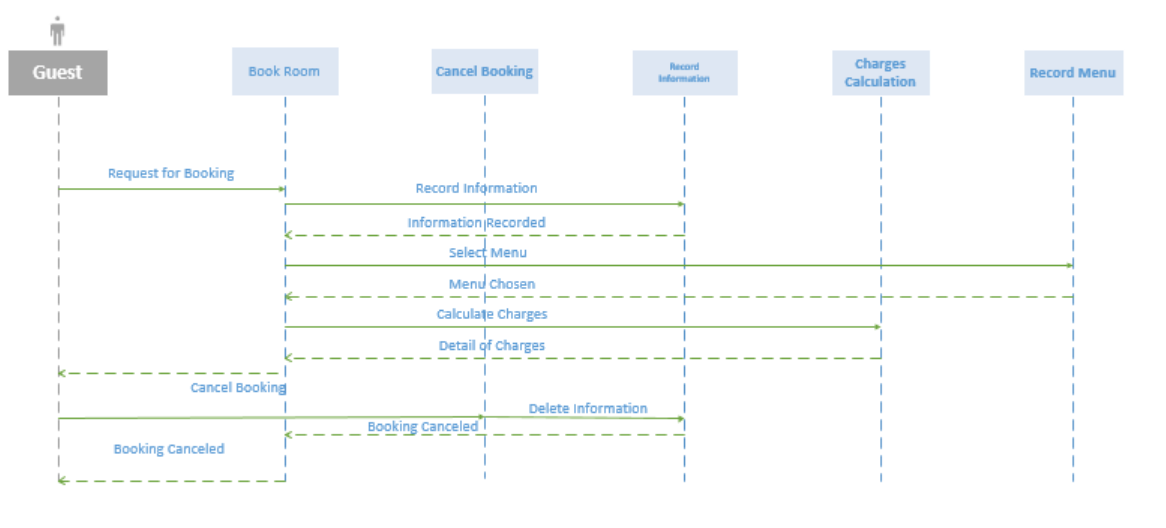 Guest
Book Room
Cancel Booking
Record
Information
Charges
Calculation
Record Menu
Request for Booking
Record Information
Information Recorded
Select Menu
Menu Chosen
Calculate Charges
Detail of Charges
Cancel Booking
Delete Information
Booking Canceled
Booking Canceled